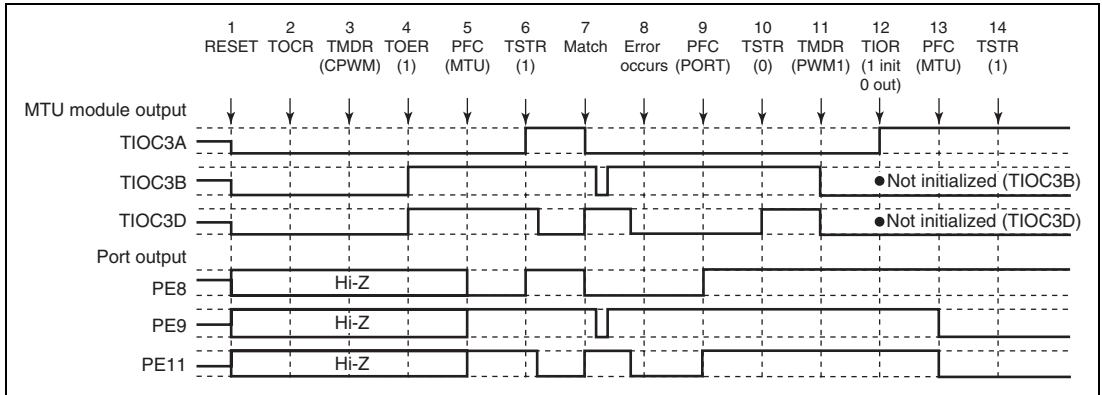 1 2 3 4 5 6 7 8 9 10 11 12 13 14
RESET TOCR TMDR TOER PFC TSTR Match Error PFC TSTR TMDR TIOR PFC TSTR
(CPWM) (1) (MTU) (1) occurs (PORT) (0) (PWM1) (1 init (MTU) (1)
0 out)
MTU module output
TIOC3A
TIOC3B ●Not initialized (TIOC3B)
TIOC3D ●Not initialized (TIOC3D)
Port output
PE8 Hi-Z
PE9 Hi-Z
PE11 Hi-Z